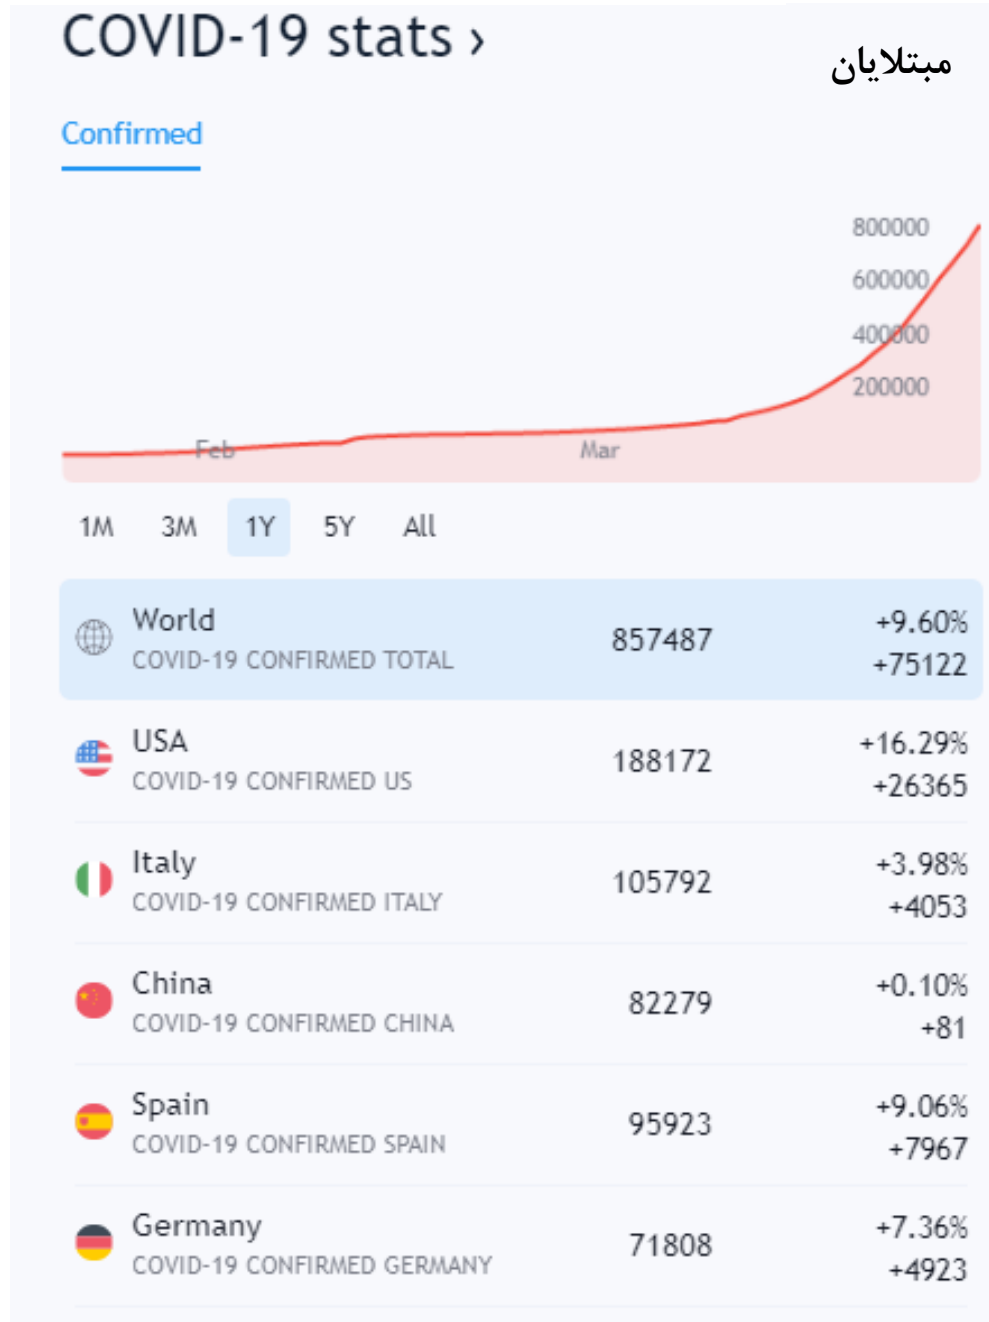 COVID-19 stats ›
مبتلایان
Confirmed
800000
600000
400000
200000
Feb
Mar
1M 3M 1Y 5Y All
World
COVID-19 CONFIRMED TOTAL
857487
+9.60%
+75122
USA
COVID-19 CONFIRMED US
188172
+16.29%
+26365
Italy
COVID-19 CONFIRMED ITALY
105792
+3.98%
+4053
China
COVID-19 CONFIRMED CHINA
82279
+0.10%
+81
Spain
COVID-19 CONFIRMED SPAIN
95923
+9.06%
+7967
Germany
COVID-19 CONFIRMED GERMANY
71808
+7.36%
+4923